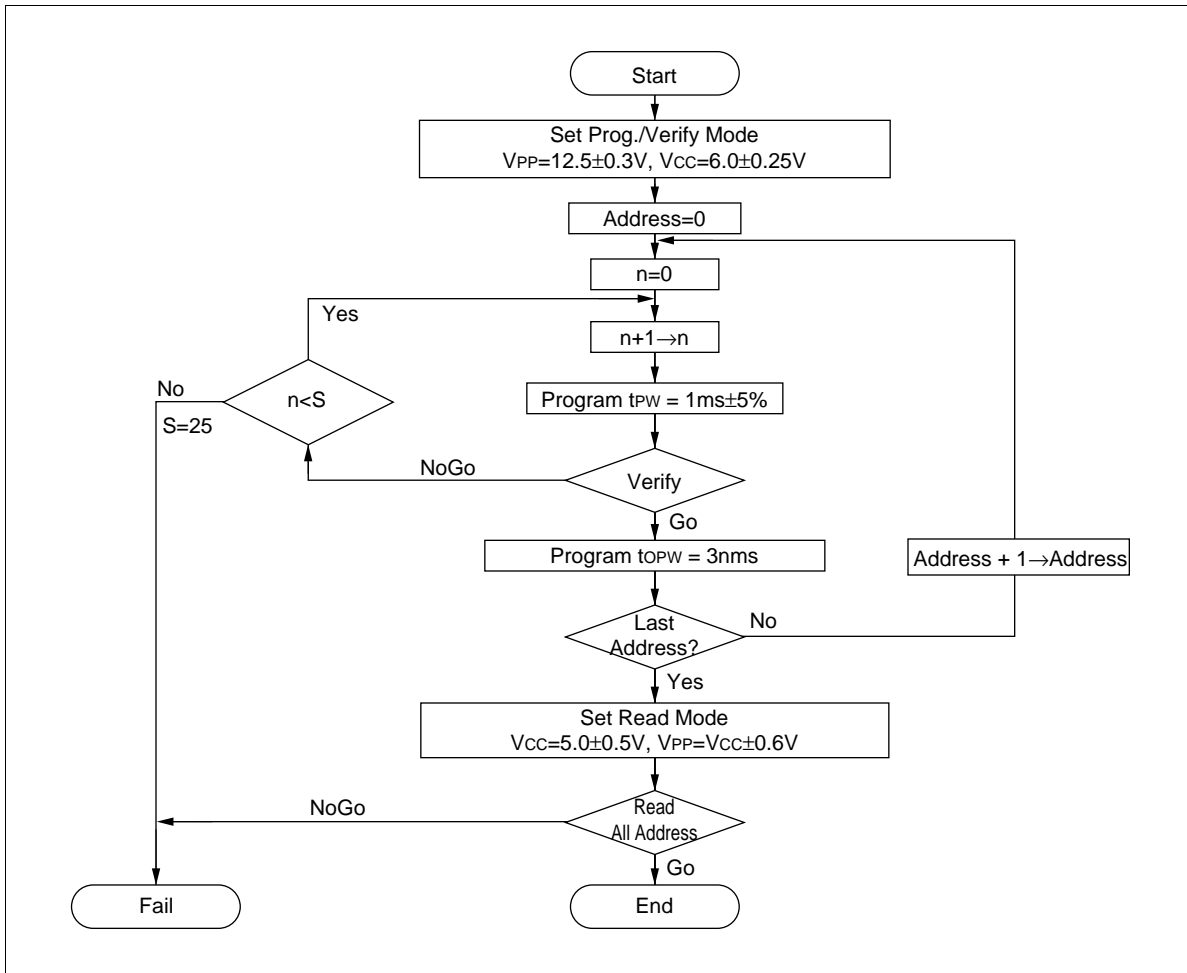 Start
Set Prog./Verify Mode
VPP=12.5±0.3V, VCC=6.0±0.25V
Address=0
n=0
Yes
n+1→n
No
n<S
Program tPW = 1ms±5%
S=25
NoGo
Verify
Go
Program tOPW = 3nms
Address + 1→Address
Last
Address?
No
Yes
Set Read Mode
VCC=5.0±0.5V, VPP=VCC±0.6V
NoGo
Read
All Address
Go
Fail
End